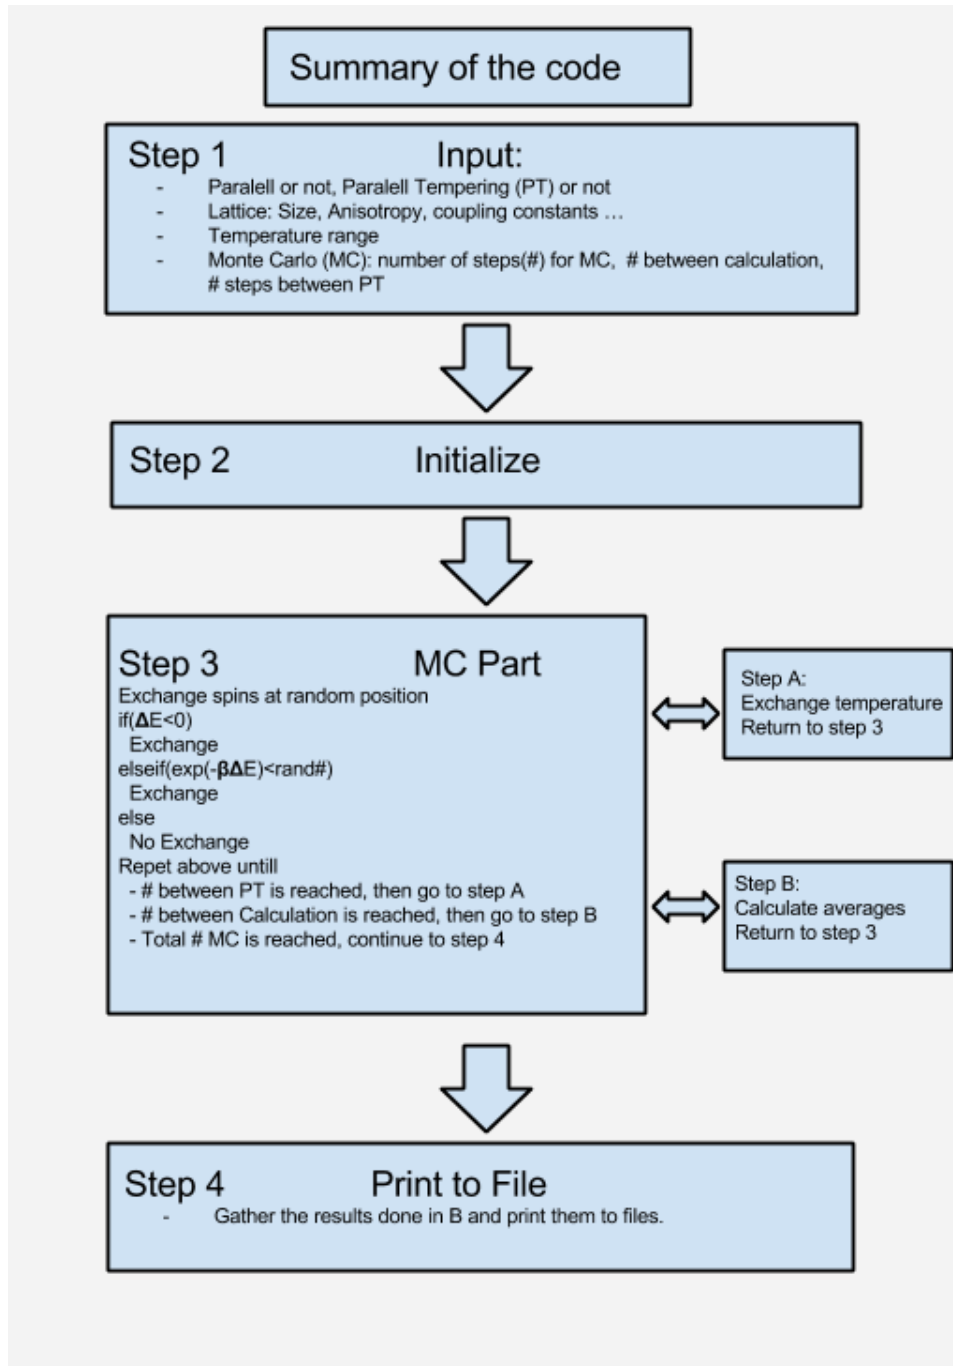 Summary of the code
Step 1 Input:
- Paralell or not, Paralell Tempering (PT) or not
- Lattice: Size, Anisotropy, coupling constants ...
- Temperature range
- Monte Carlo (MC): number of steps(#) for MC, # between calculation,
# steps between PT
Step 2 Initialize
Step 3 MC Part
Exchange spins at random position
if(ΔE<0)
Exchange
elseif(exp(-βΔE)<rand#)
Exchange
else
No Exchange
Repet above untill
- # between PT is reached, then go to step A
- # between Calculation is reached, then go to step B
- Total # MC is reached, continue to step 4
Step A:
Exchange temperature
Return to step 3
Step B:
Calculate averages
Return to step 3
Step 4 Print to File
- Gather the results done in B and print them to files.